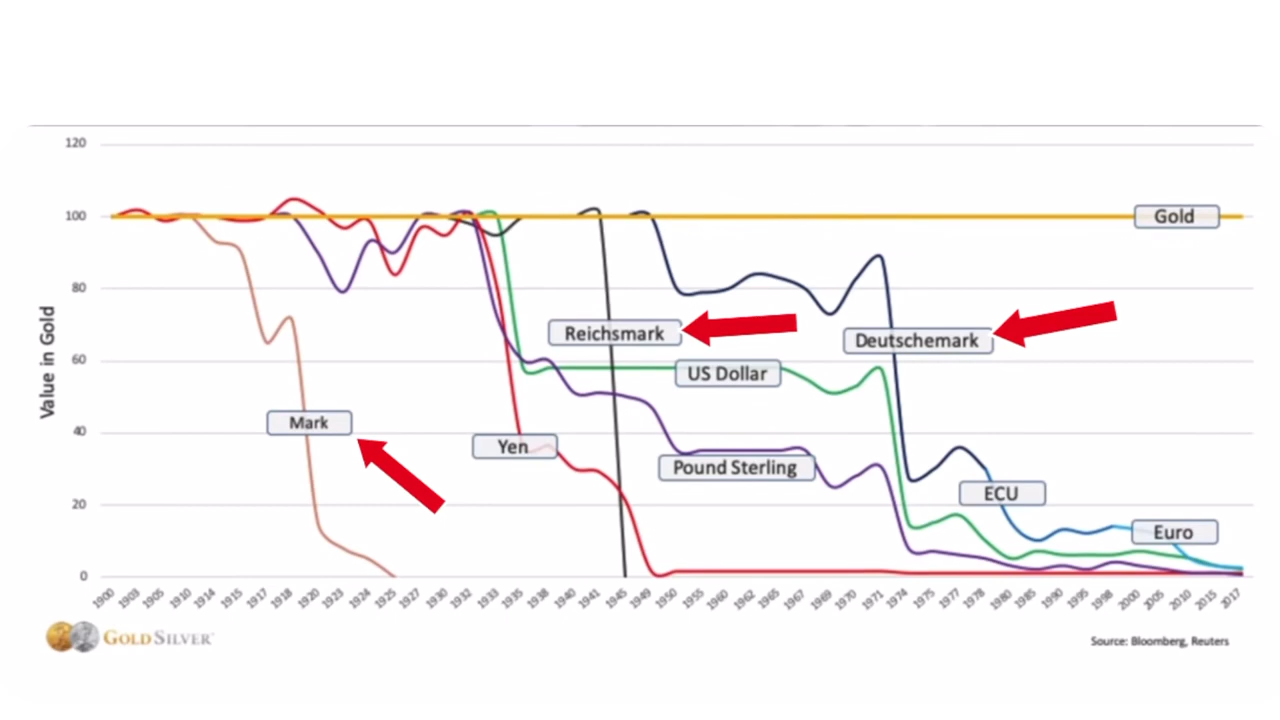 120
100
80
60
40
20
0
Value in Gold
Gold
Reichsmark
Deutschemark
US Dollar
Mark
Yen
Pound Sterling
ECU
Euro
1900 1903 1905 1910 1914 1915 1917 1918 1920 1923 1924 1925 1927 1930 1932 1933 1935 1938 1940 1941 1945 1949 1950 1955 1960 1962 1965 1967 1969 1970 1971 1974 1975 1977 1978 1980 1985 1990 1995 1998 2000 2005 2010 2015 2017
GOLDSILVER
Source: Bloomberg, Reuters